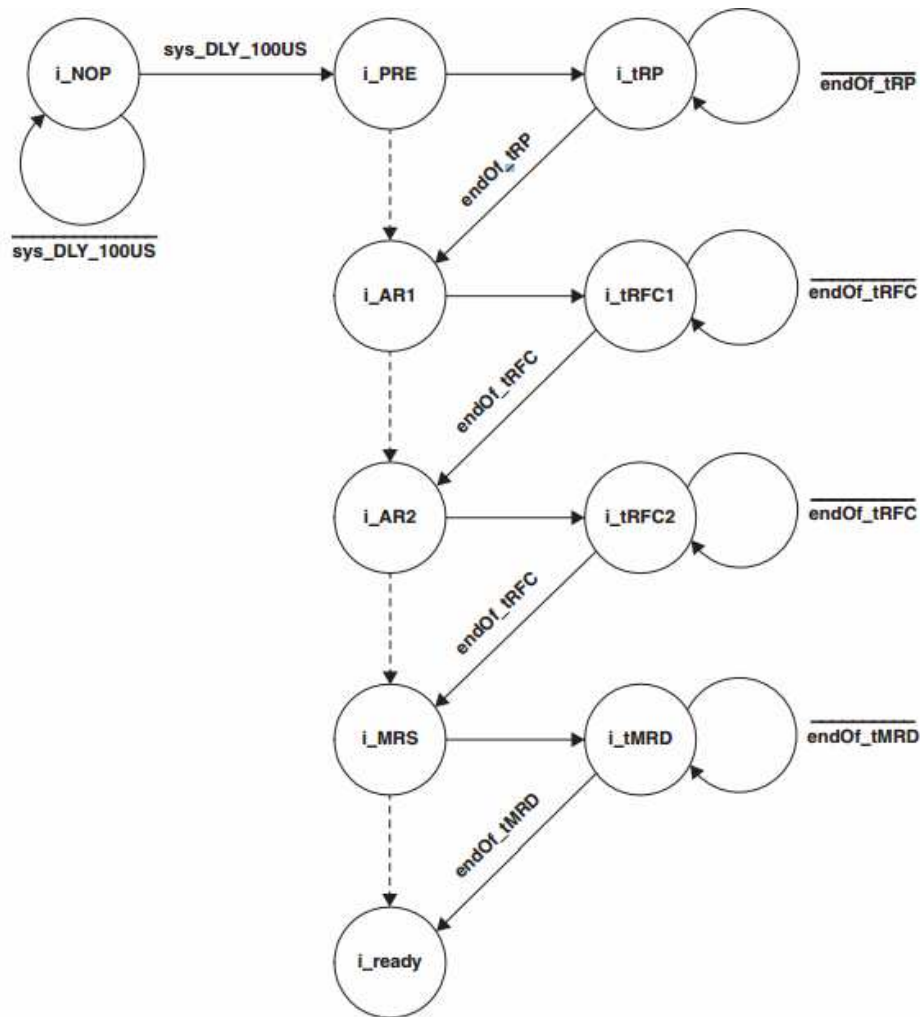 sys_DLY_100US
i_NOP
i_PRE
i_tRP
endOf_tRP
endOf_tRP
sys_DLY_100US
i_AR1
i_tRFC1
endOf_tRFC
endOf_tRFC
i_AR2
i_tRFC2
endOf_tRFC
endOf_tRFC
i_MRS
i_tMRD
endOf_tMRD
endOf_tMRD
i_ready